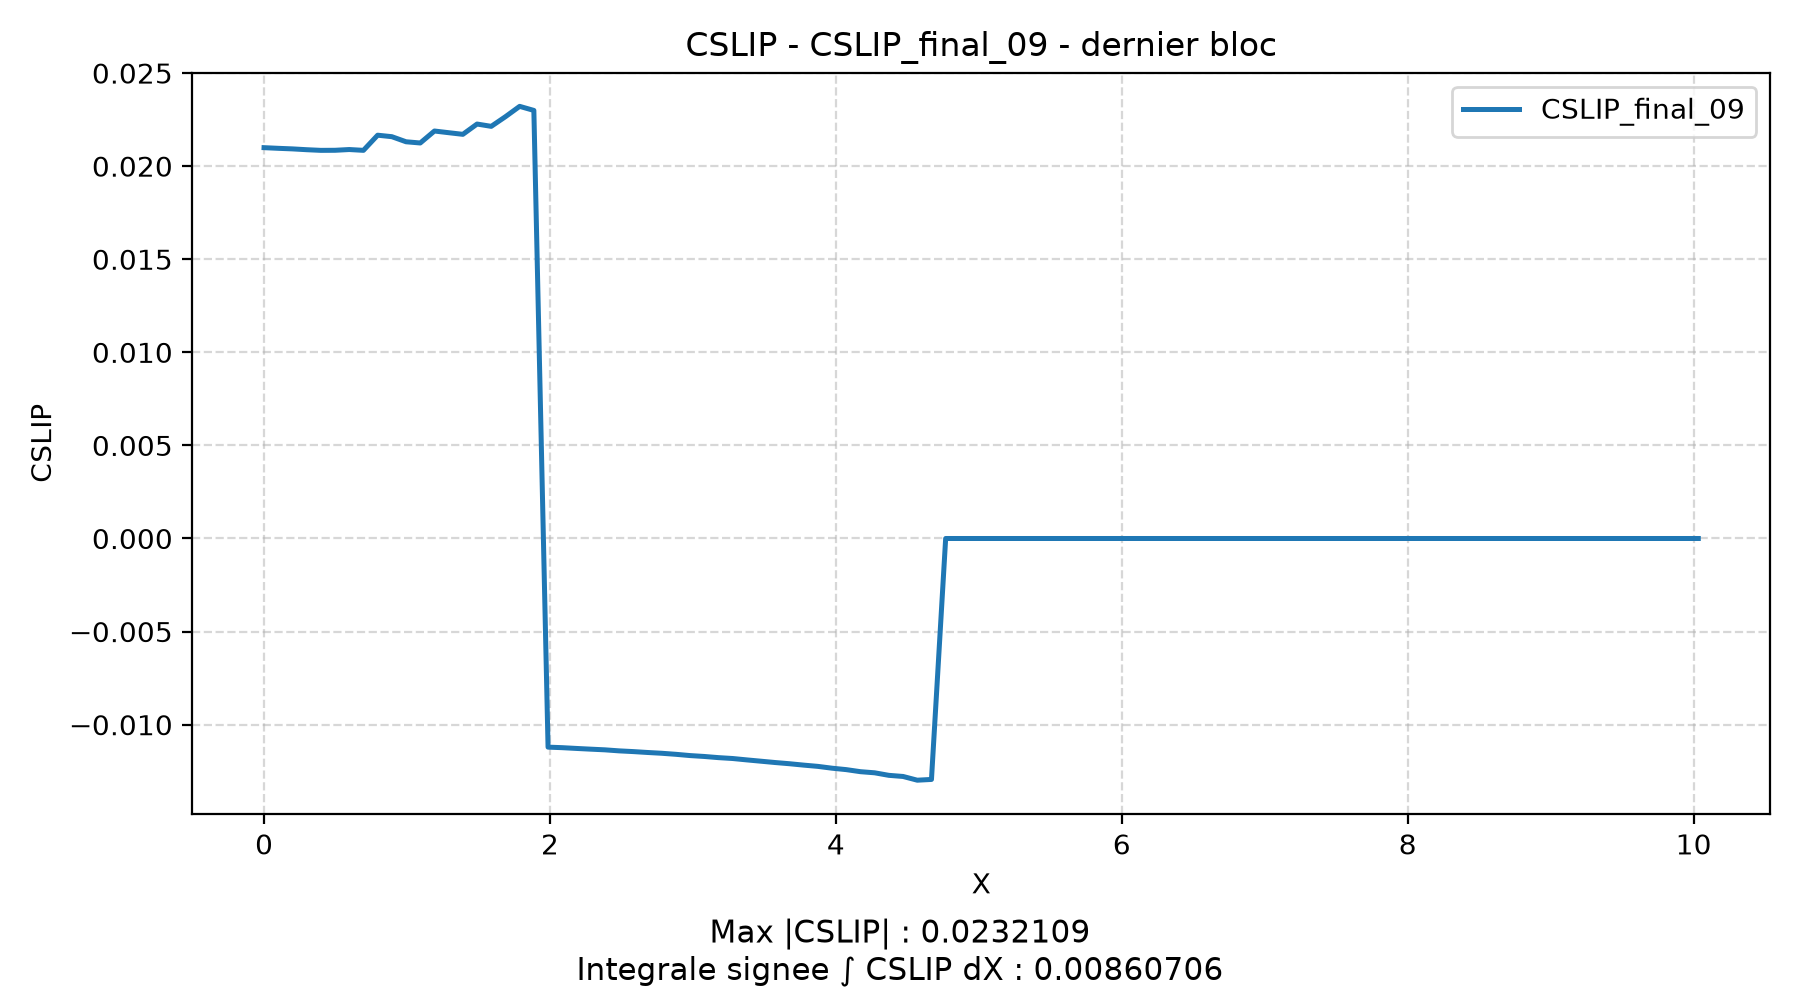 CSLIP - CSLIP_final_09 - dernier bloc
0.025
0.020
0.015
0.010
0.005
0.000
−0.005
−0.010
CSLIP
CSLIP_final_09
0 2 4 6 8 10
X
Max |CSLIP| : 0.0232109
Integrale signee ∫ CSLIP dX : 0.00860706